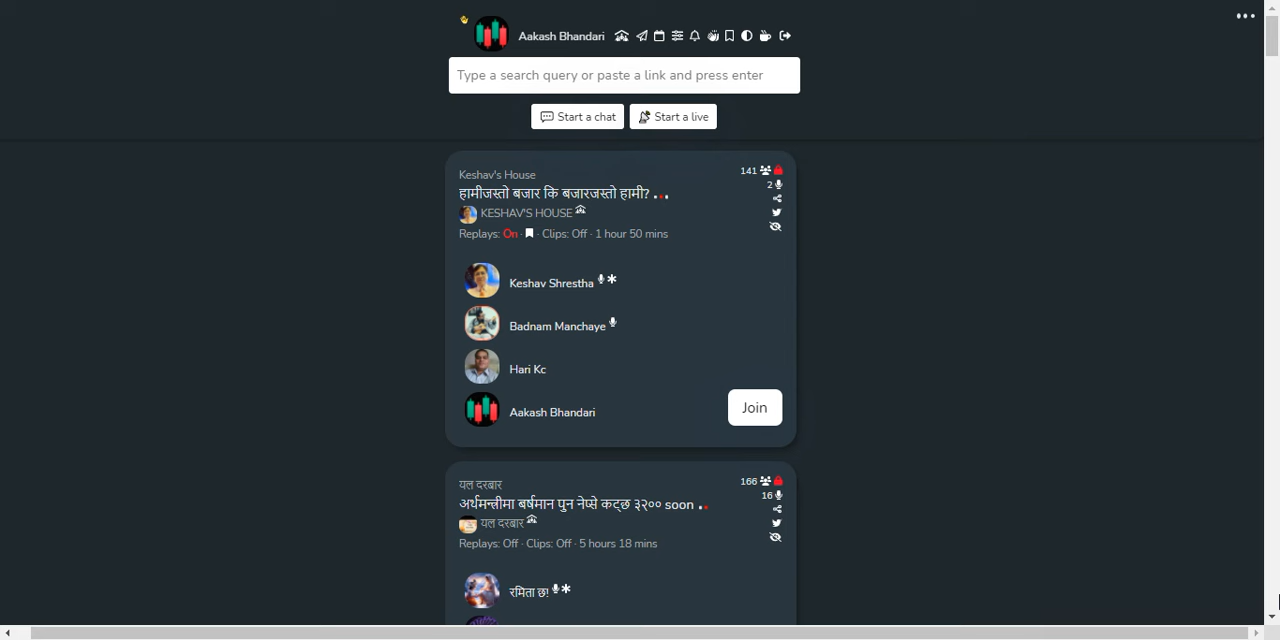 Aakash Bhandari
Type a search query or paste a link and press enter
Start a chat
Start a live
Keshav's House
141
हामीजस्तो बजार कि बजारजस्तो हामी?
2
KESHAV'S HOUSE
Replays: On · · Clips: Off · 1 hour 50 mins
Keshav Shrestha
Badnam Manchaye
Hari Kc
Aakash Bhandari
Join
यल दरबार
166
अर्थमन्त्रीमा बर्षमान पुन नेप्से कट्छ ३२०० soon
16
यल दरबार
Replays: Off · Clips: Off · 5 hours 18 mins
रमिता छ!